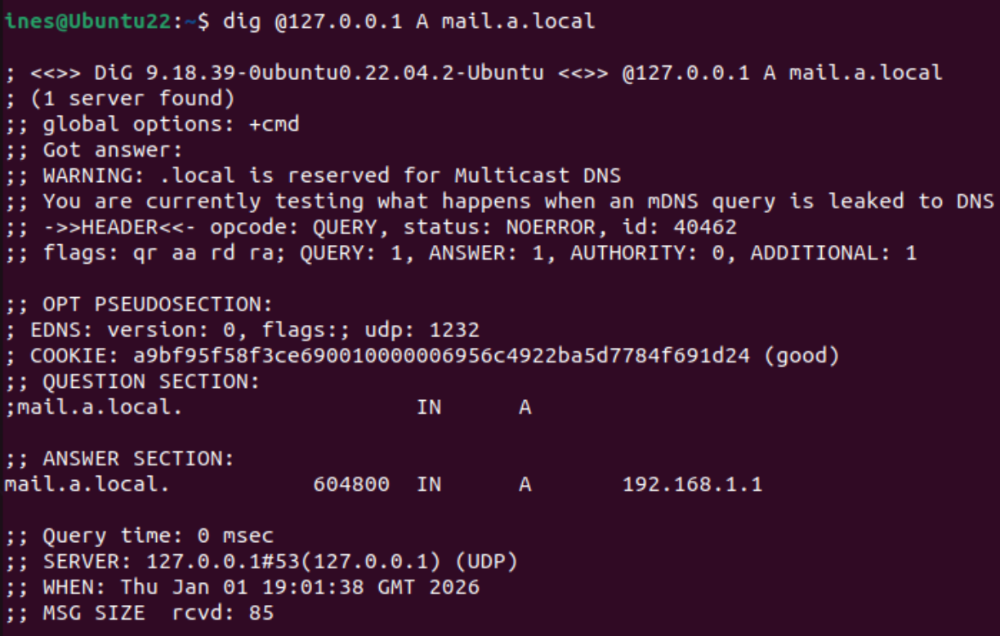 ines@Ubuntu22:~$ dig @127.0.0.1 A mail.a.local
; <<>> DiG 9.18.39-0ubuntu0.22.04.2-Ubuntu <<>> @127.0.0.1 A mail.a.local
; (1 server found)
;; global options: +cmd
;; Got answer:
;; WARNING: .local is reserved for Multicast DNS
;; You are currently testing what happens when an mDNS query is leaked to DNS
;; ->>HEADER<<- opcode: QUERY, status: NOERROR, id: 40462
;; flags: qr aa rd ra; QUERY: 1, ANSWER: 1, AUTHORITY: 0, ADDITIONAL: 1
;; OPT PSEUDOSECTION:
; EDNS: version: 0, flags:; udp: 1232
; COOKIE: a9bf95f58f3ce690010000006956c4922ba5d7784f691d24 (good)
;; QUESTION SECTION:
;mail.a.local. IN A
;; ANSWER SECTION:
mail.a.local. 604800 IN A 192.168.1.1
;; Query time: 0 msec
;; SERVER: 127.0.0.1#53(127.0.0.1) (UDP)
;; WHEN: Thu Jan 01 19:01:38 GMT 2026
;; MSG SIZE  rcvd: 85